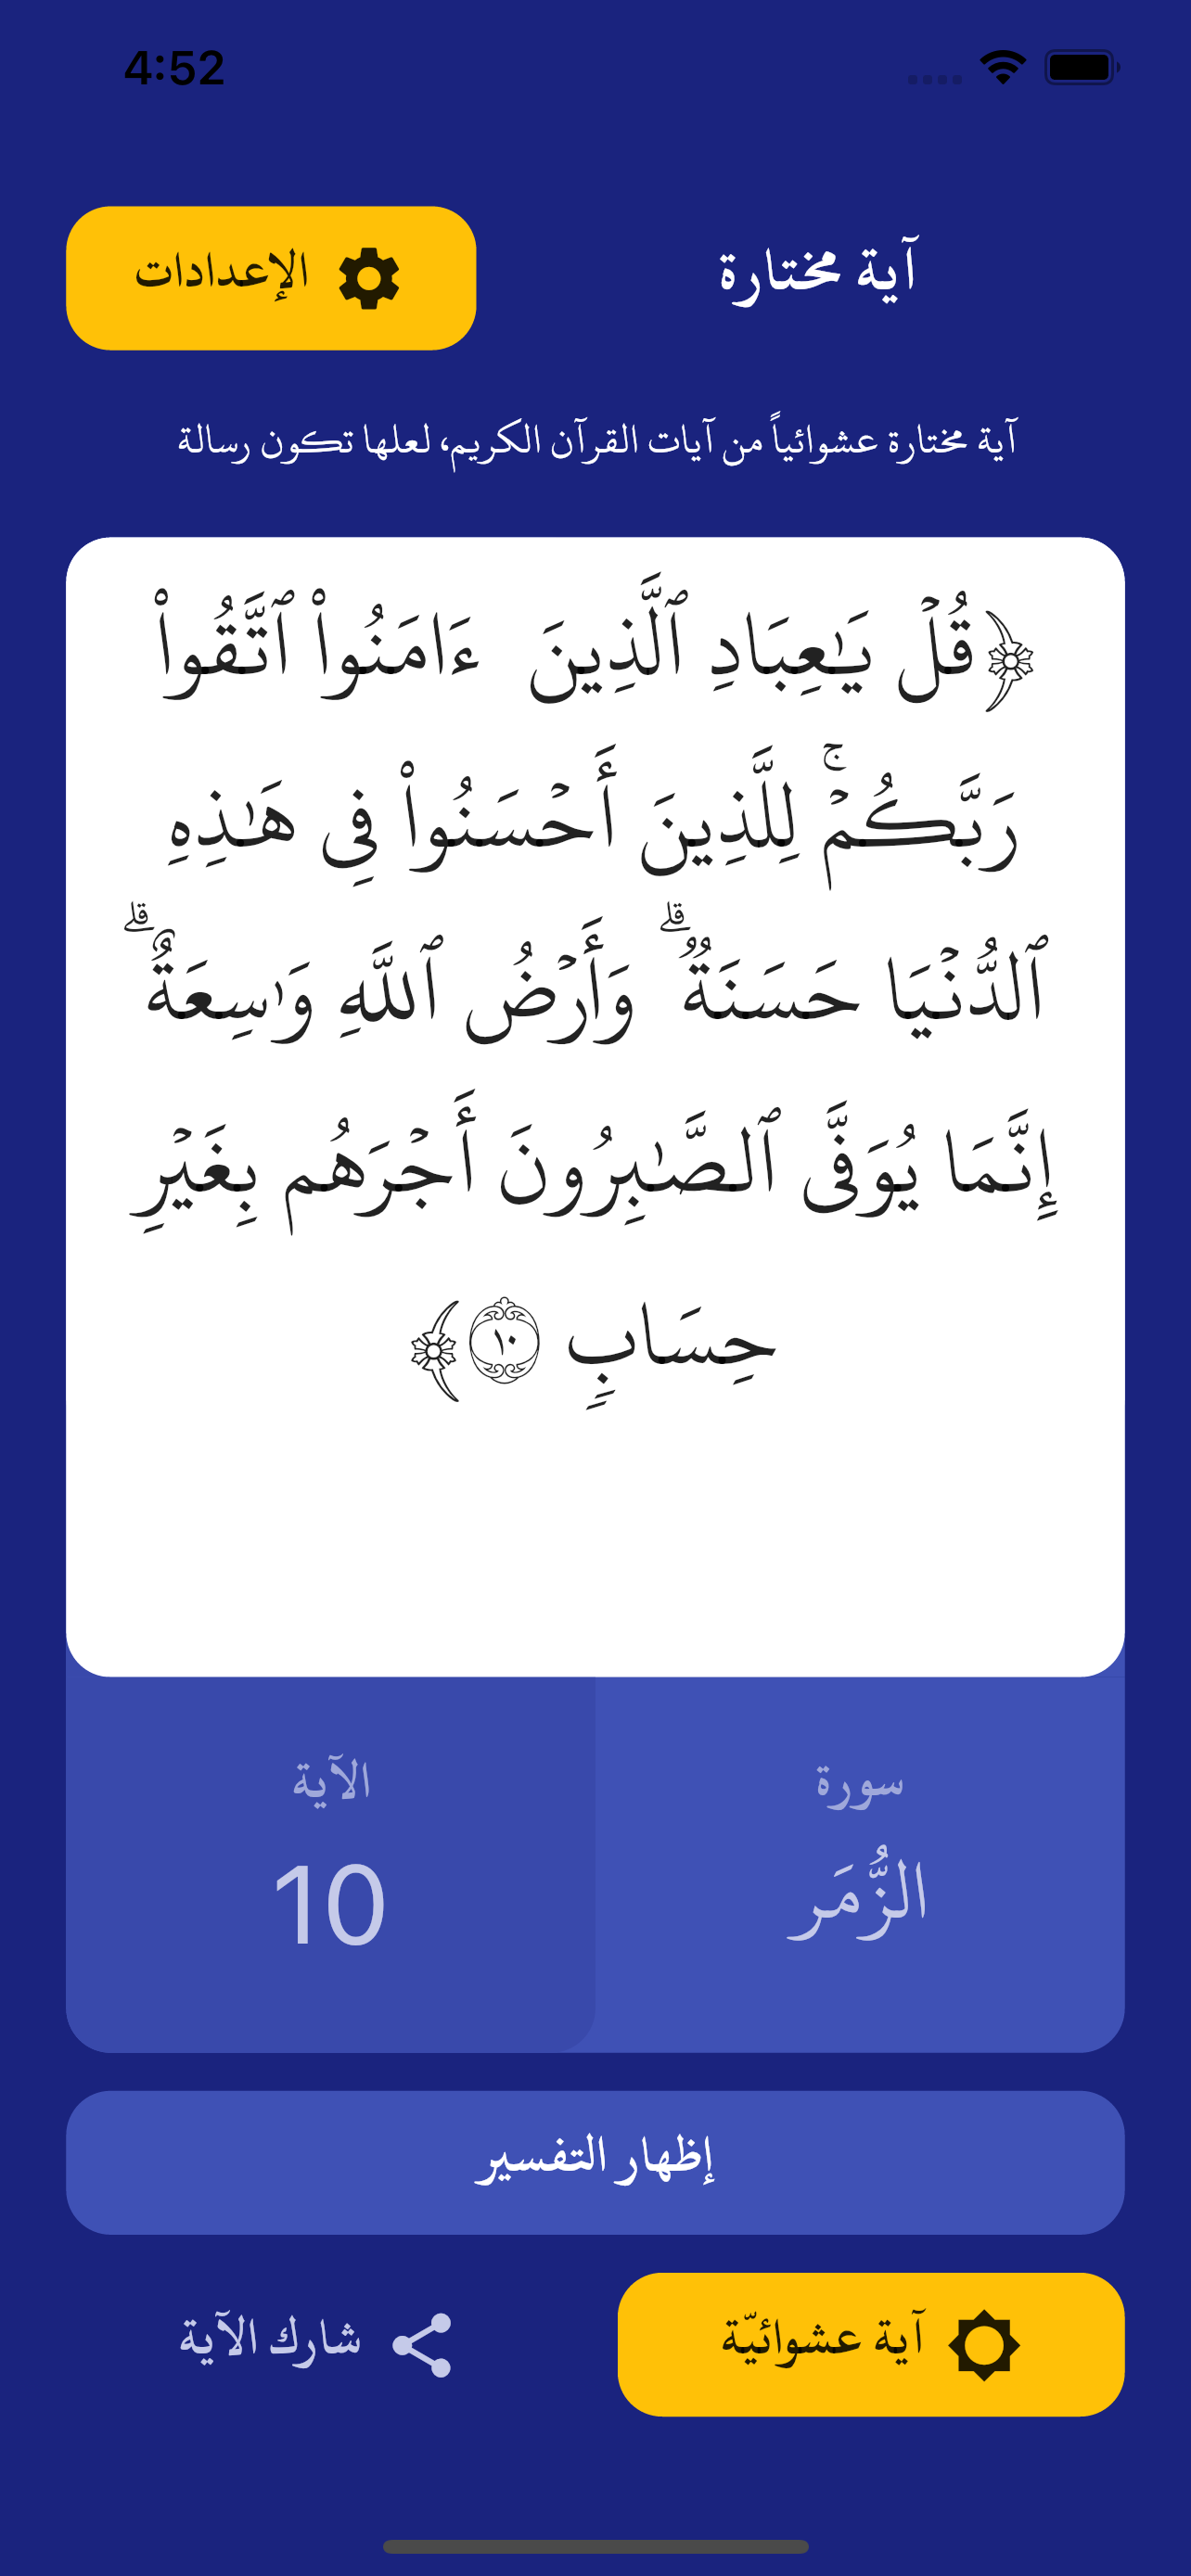 4:52
آية مختارة
الإعدادات
آية مختارة عشوائياً من آيات القرآن الكريم، لعلها تكون رسالة
﴿قُلۡ يَٰعِبَادِ ٱلَّذِينَ ءَامَنُواْ ٱتَّقُواْ
رَبَّكُمۡۚ لِلَّذِينَ أَحۡسَنُواْ فِي هَٰذِهِ
ٱلدُّنۡيَا حَسَنَةٞۗ وَأَرۡضُ ٱللَّهِ وَٰسِعَةٌۗ
إِنَّمَا يُوَفَّى ٱلصَّٰبِرُونَ أَجۡرَهُم بِغَيۡرِ
حِسَابٖ ١٠﴾
سورة
الزُّمَر
الآية
10
إظهار التفسير
آية عشوائيّة
شارك الآية